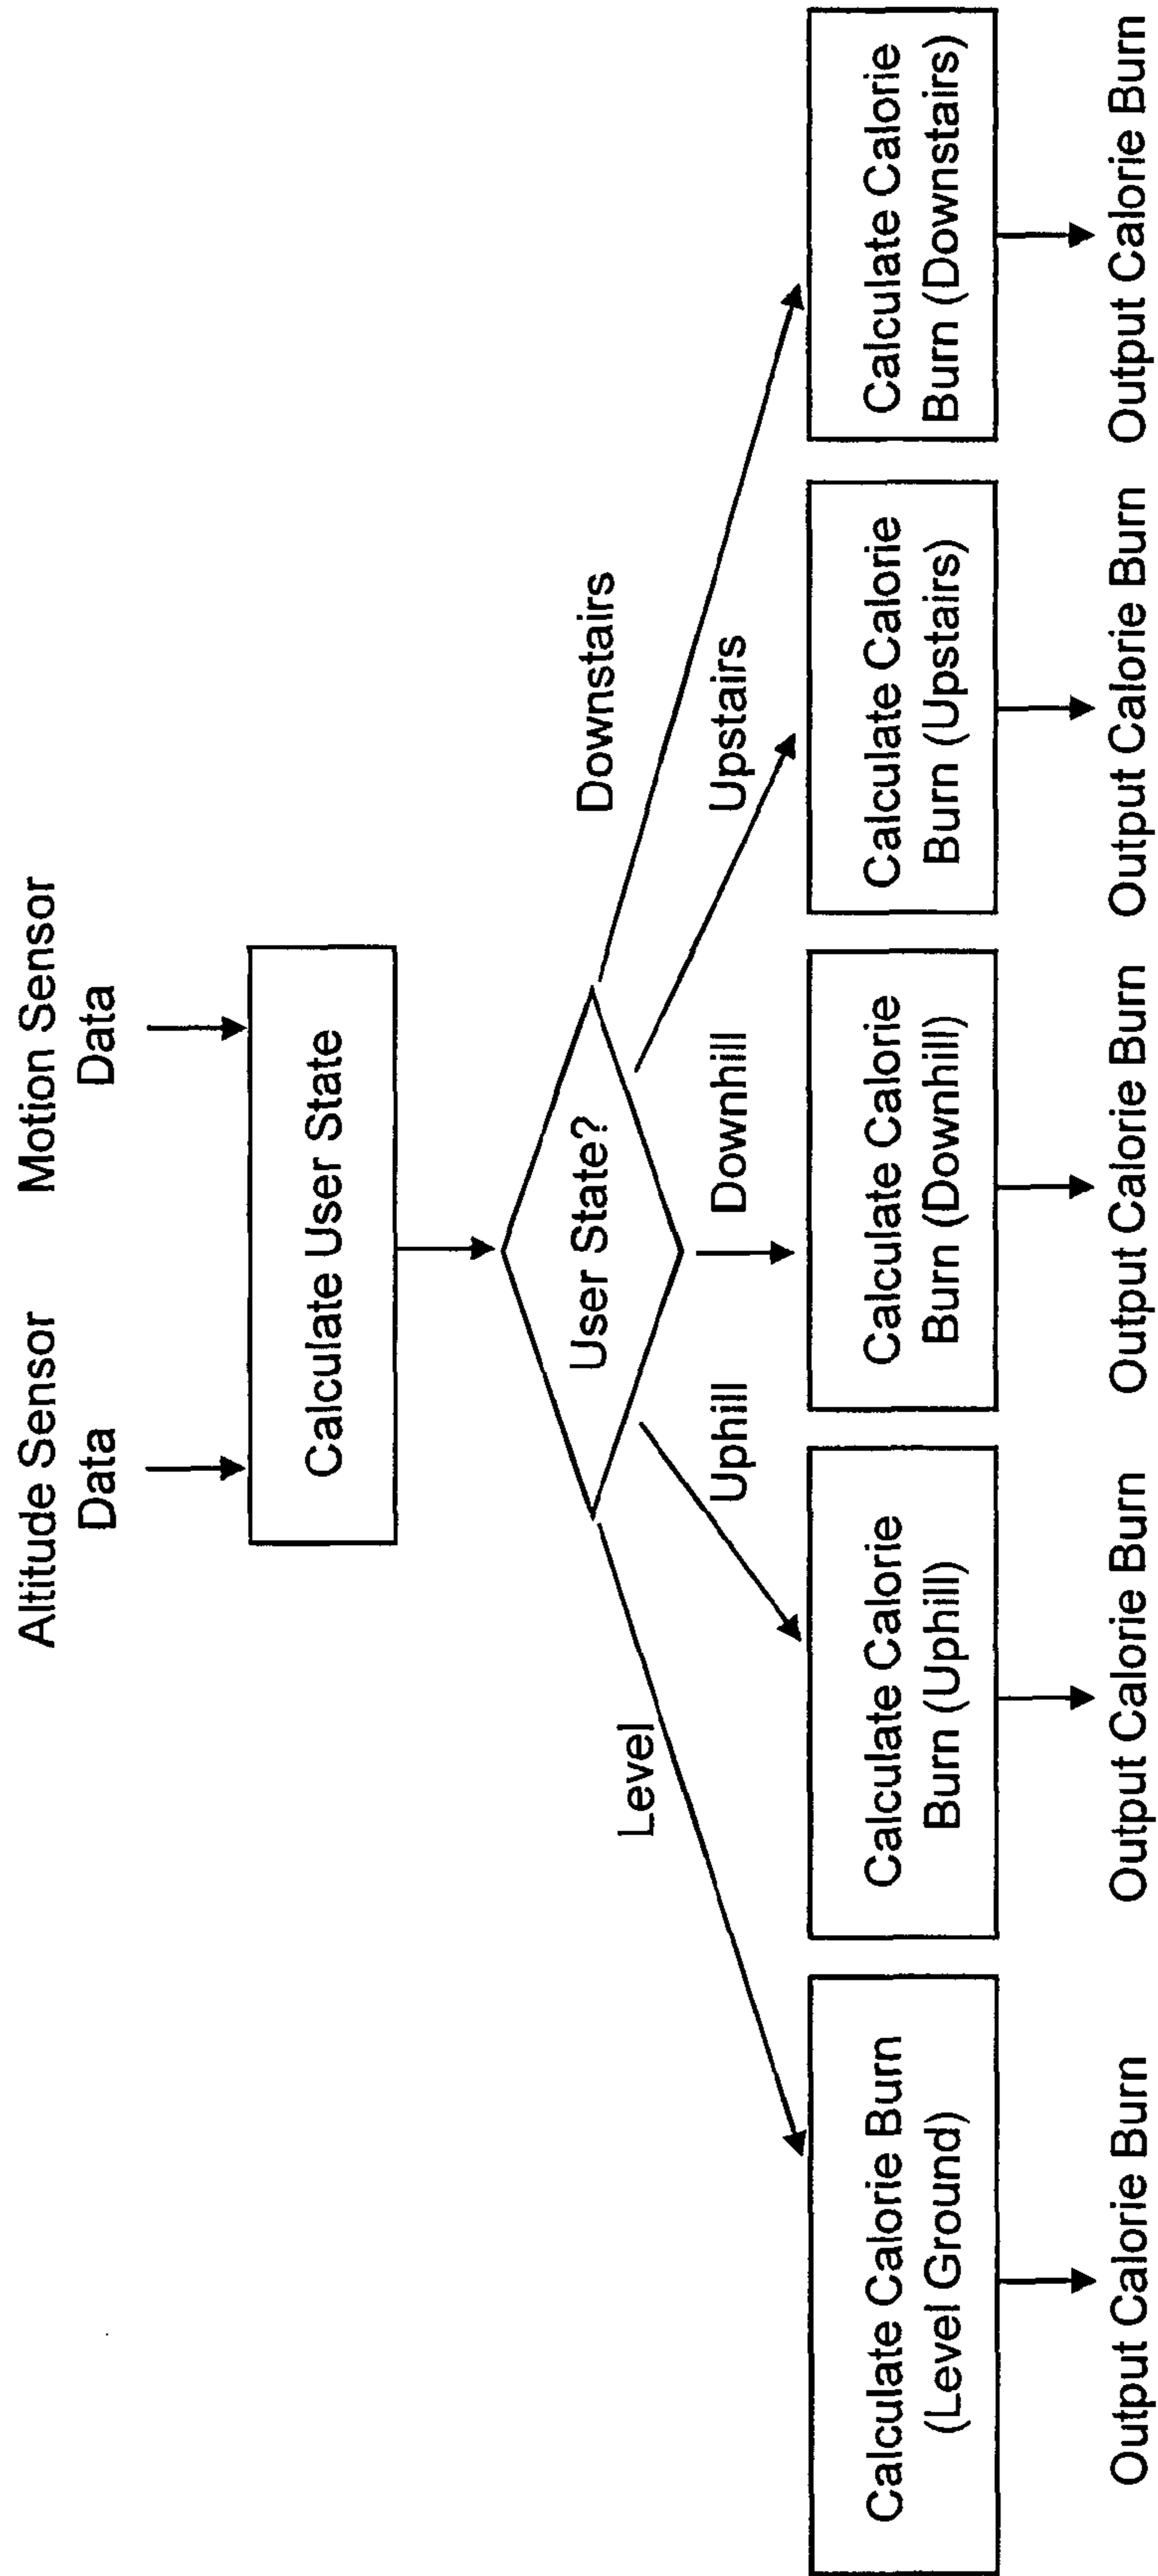 Altitude Sensor
Data
Motion Sensor
Data
Calculate User State
User State?
Level
Uphill
Downhill
Upstairs
Downstairs
Calculate Calorie Burn
(Level Ground)
Calculate Calorie
Burn (Uphill)
Calculate Calorie
Burn (Downhill)
Calculate Calorie
Burn (Upstairs)
Calculate Calorie
Burn (Downstairs)
Output Calorie Burn
Output Calorie Burn
Output Calorie Burn
Output Calorie Burn
Output Calorie Burn